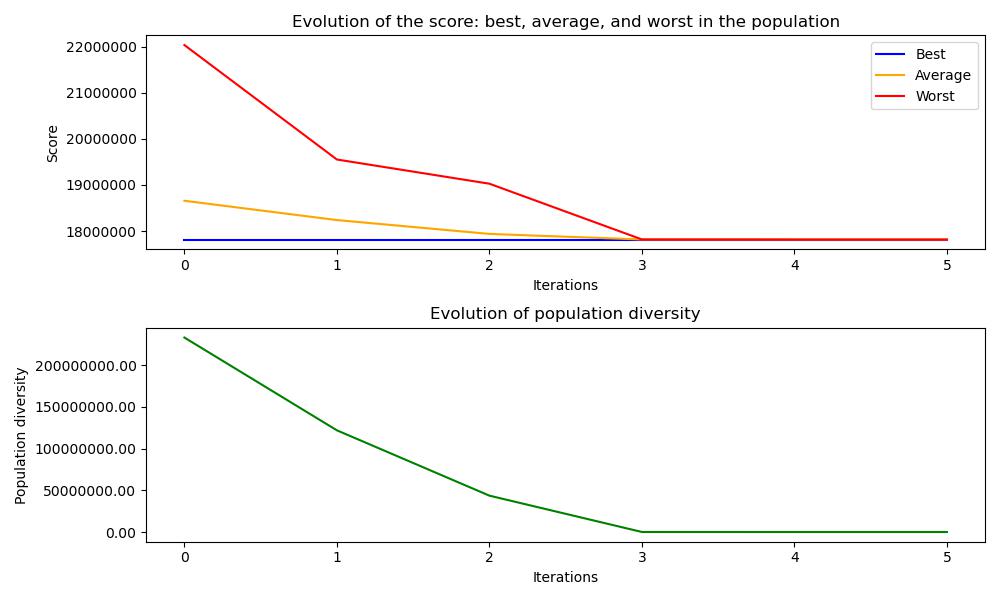 Evolution of the score: best, average, and worst in the population
22000000
21000000
20000000
19000000
18000000
Score
Best
Average
Worst
0 1 2 3 4 5
Iterations
Evolution of population diversity
200000000.00
150000000.00
100000000.00
50000000.00
0.00
Population diversity
0 1 2 3 4 5
Iterations